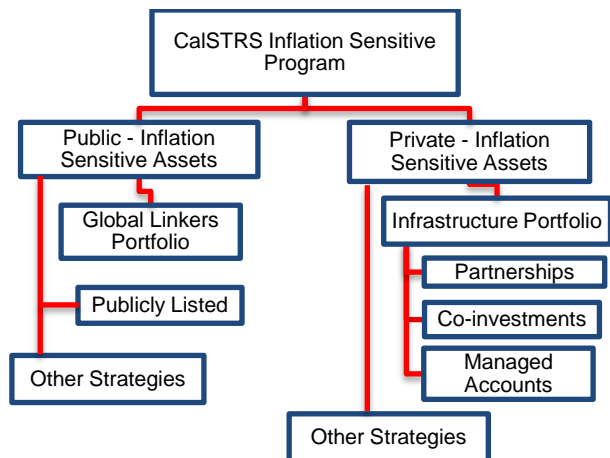 CalSTRS Inflation Sensitive
Program
Public - Inflation
Sensitive Assets
Global Linkers
Portfolio
Publicly Listed
Other Strategies
Private - Inflation
Sensitive Assets
Infrastructure Portfolio
Partnerships
Co-investments
Managed
Accounts
Other Strategies